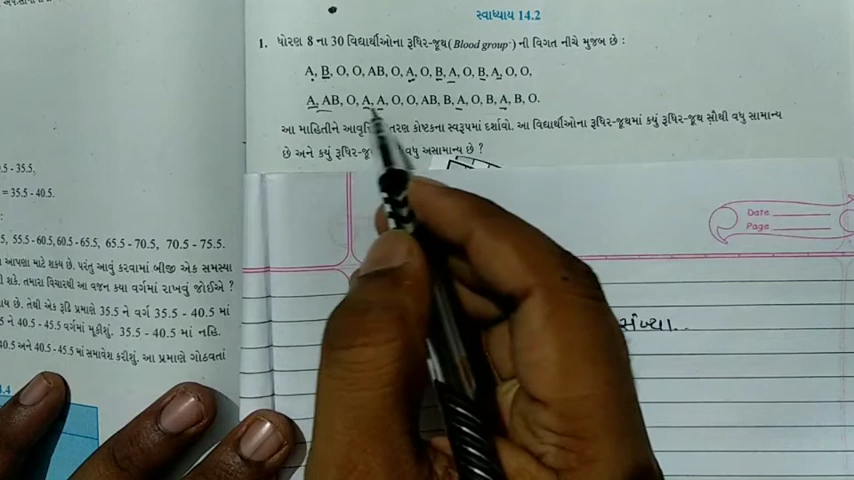 સ્વાધ્યાય 14.2
1. ધોરણ 8 ના 30 વિદ્યાર્થીઓના રુધિર-જૂથ (Blood group) ની વિગત નીચે મુજબ છે :
A, B, O, O, AB, O, A, O, B, A, O, B, A, O, O,
A, AB, O, A, A, O, O, AB, B, A, O, B, A, B, O.
આ માહિતીને આવૃત્તિ તરણ કોષ્ટકના સ્વરૂપમાં દર્શાવો. આ વિદ્યાર્થીઓના રુધિર-જૂથમાં કયું રુધિર-જૂથ સૌથી વધુ સામાન્ય
છે અને કયું રુધિર-જૂથ વધુ અસામાન્ય છે ?
Date
Page
સંખ્યા..
5 - 35.5,
= 35.5 - 40.5.
5, 55.5-60.5, 60.5 - 65.5, 65.5 - 70.5, 70.5 - 75.5.
આપણા માટે શક્ય છે. પરંતુ આવું કરવામાં બીજી એક સમસ્યા
શકે. તમારા વિચારથી આ વજન કયા વર્ગમાં રાખવું જોઈએ ?
છે. તેથી એક રૂઢિ પ્રમાણે 35.5 ને વર્ગ 35.5 - 40.5 માં
5 ને 40.5 - 45.5 વર્ગમાં મૂકીશું. 35.5 - 40.5 માં નહિ.
40.5 અને 40.5 - 45.5 માં સમાવેશ કરીશું. આ પ્રમાણે ગોઠવતાં
4.4